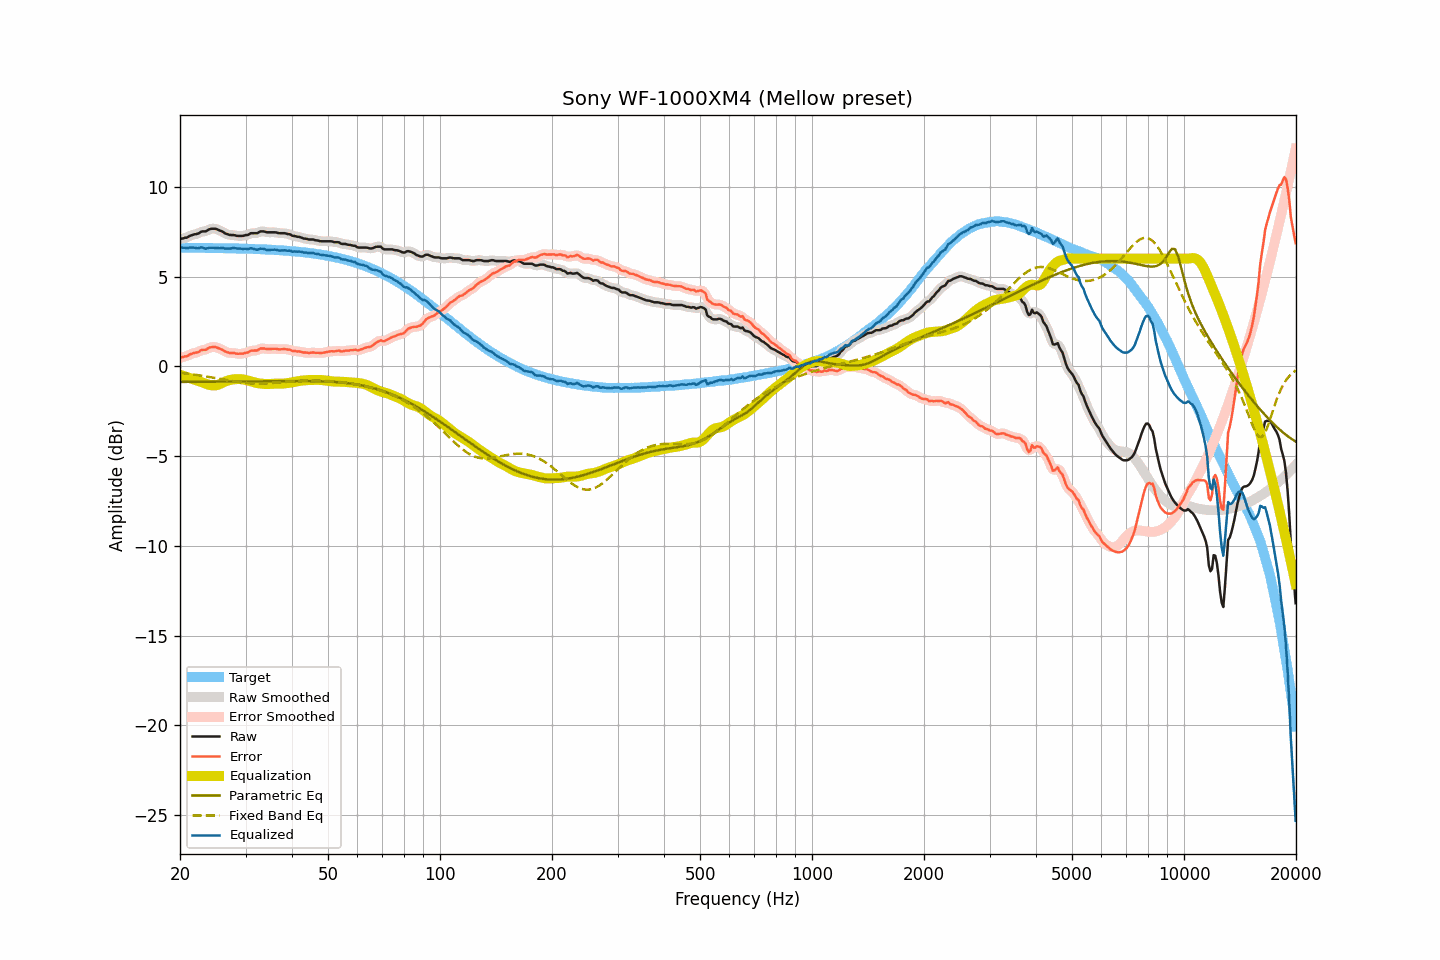 Sony WF-1000XM4 (Mellow preset)
Amplitude (dBr)
10
5
0
−5
−10
−15
−20
−25
Target
Raw Smoothed
Error Smoothed
Raw
Error
Equalization
Parametric Eq
Fixed Band Eq
Equalized
20 50 100 200 500 1000 2000 5000 10000 20000
Frequency (Hz)